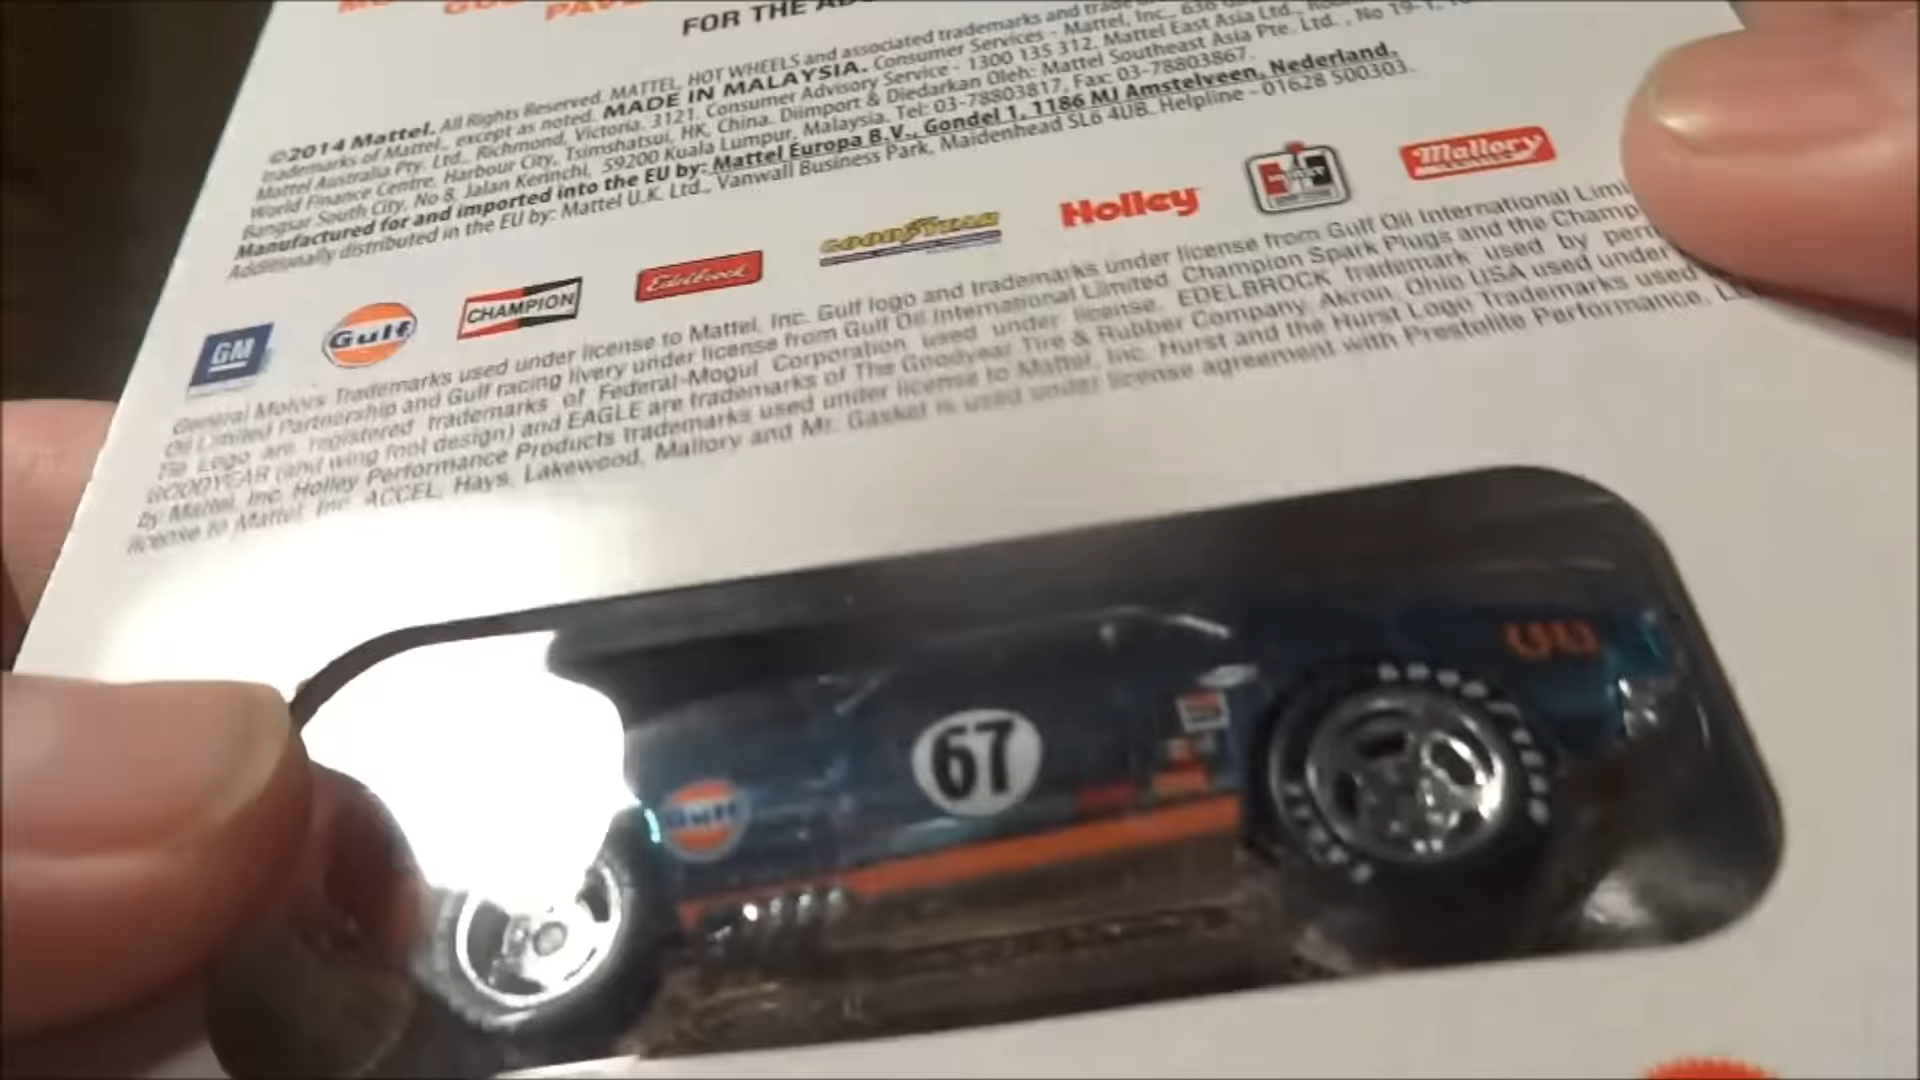 FOR THE
©2014 Mattel. All Rights Reserved. MATTEL, HOT WHEELS and associated trademarks and trade
trademarks of Mattel, except as noted. MADE IN MALAYSIA. Consumer Services - Mattel, Inc., 636
Mattel Australia Pty. Ltd., Richmond, Victoria. 3121. Consumer Advisory Service - 1300 135 312. Mattel East Asia Ltd.,
World Finance Centre, Harbour City, Tsimshatsui, HK, China. Diimport & Diedarkan Oleh: Mattel Southeast Asia Pte. Ltd., No 19-1,
Bangsar South City, No 8, Jalan Kerinchi, 59200 Kuala Lumpur, Malaysia. Tel: 03-78803817, Fax: 03-78803867.
Manufactured for and imported into the EU by: Mattel Europa B.V., Gondel 1, 1186 MJ Amstelveen, Nederland.
Additionally distributed in the EU by: Mattel U.K. Ltd., Vanwall Business Park, Maidenhead SL6 4UB. Helpline - 01628 500303.
GM Gulf CHAMPION Edelbrock GOODYEAR Holley HURST Mallory
General Motors Trademarks used under license to Mattel, Inc. Gulf logo and trademarks under license from Gulf Oil International Limi
Oil Limited Partnership and Gulf racing livery under license from Gulf Oil International Limited. Champion Spark Plugs and the Champ
Logo are registered trademarks of Federal-Mogul Corporation, used under license. EDELBROCK trademark used by perm
GOODYEAR (and wing foot design) and EAGLE are trademarks of The Goodyear Tire & Rubber Company, Akron, Ohio USA used under
by Mattel, Inc. Holley Performance Products trademarks used under license to Mattel, Inc. Hurst and the Hurst Logo Trademarks used
license to Mattel, Inc. ACCEL, Hays, Lakewood, Mallory and Mr. Gasket is used under license agreement with Prestolite Performance,
67
Gulf
GOODYEAR